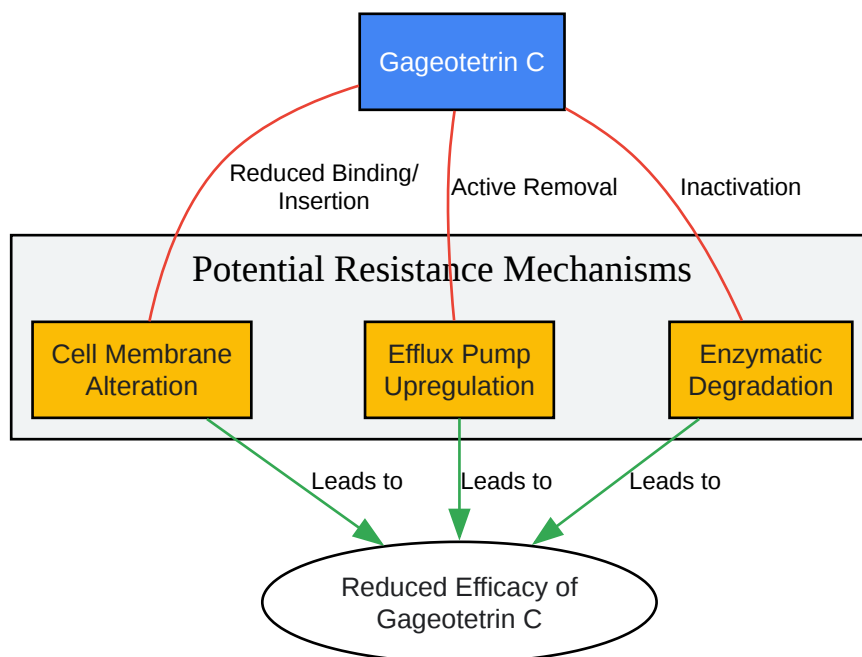 Gageotetrin C
Reduced Binding/
Insertion
Active Removal
Inactivation
Potential Resistance Mechanisms
Cell Membrane
Alteration
Efflux Pump
Upregulation
Enzymatic
Degradation
Leads to
Leads to
Leads to
Reduced Efficacy of
Gageotetrin C